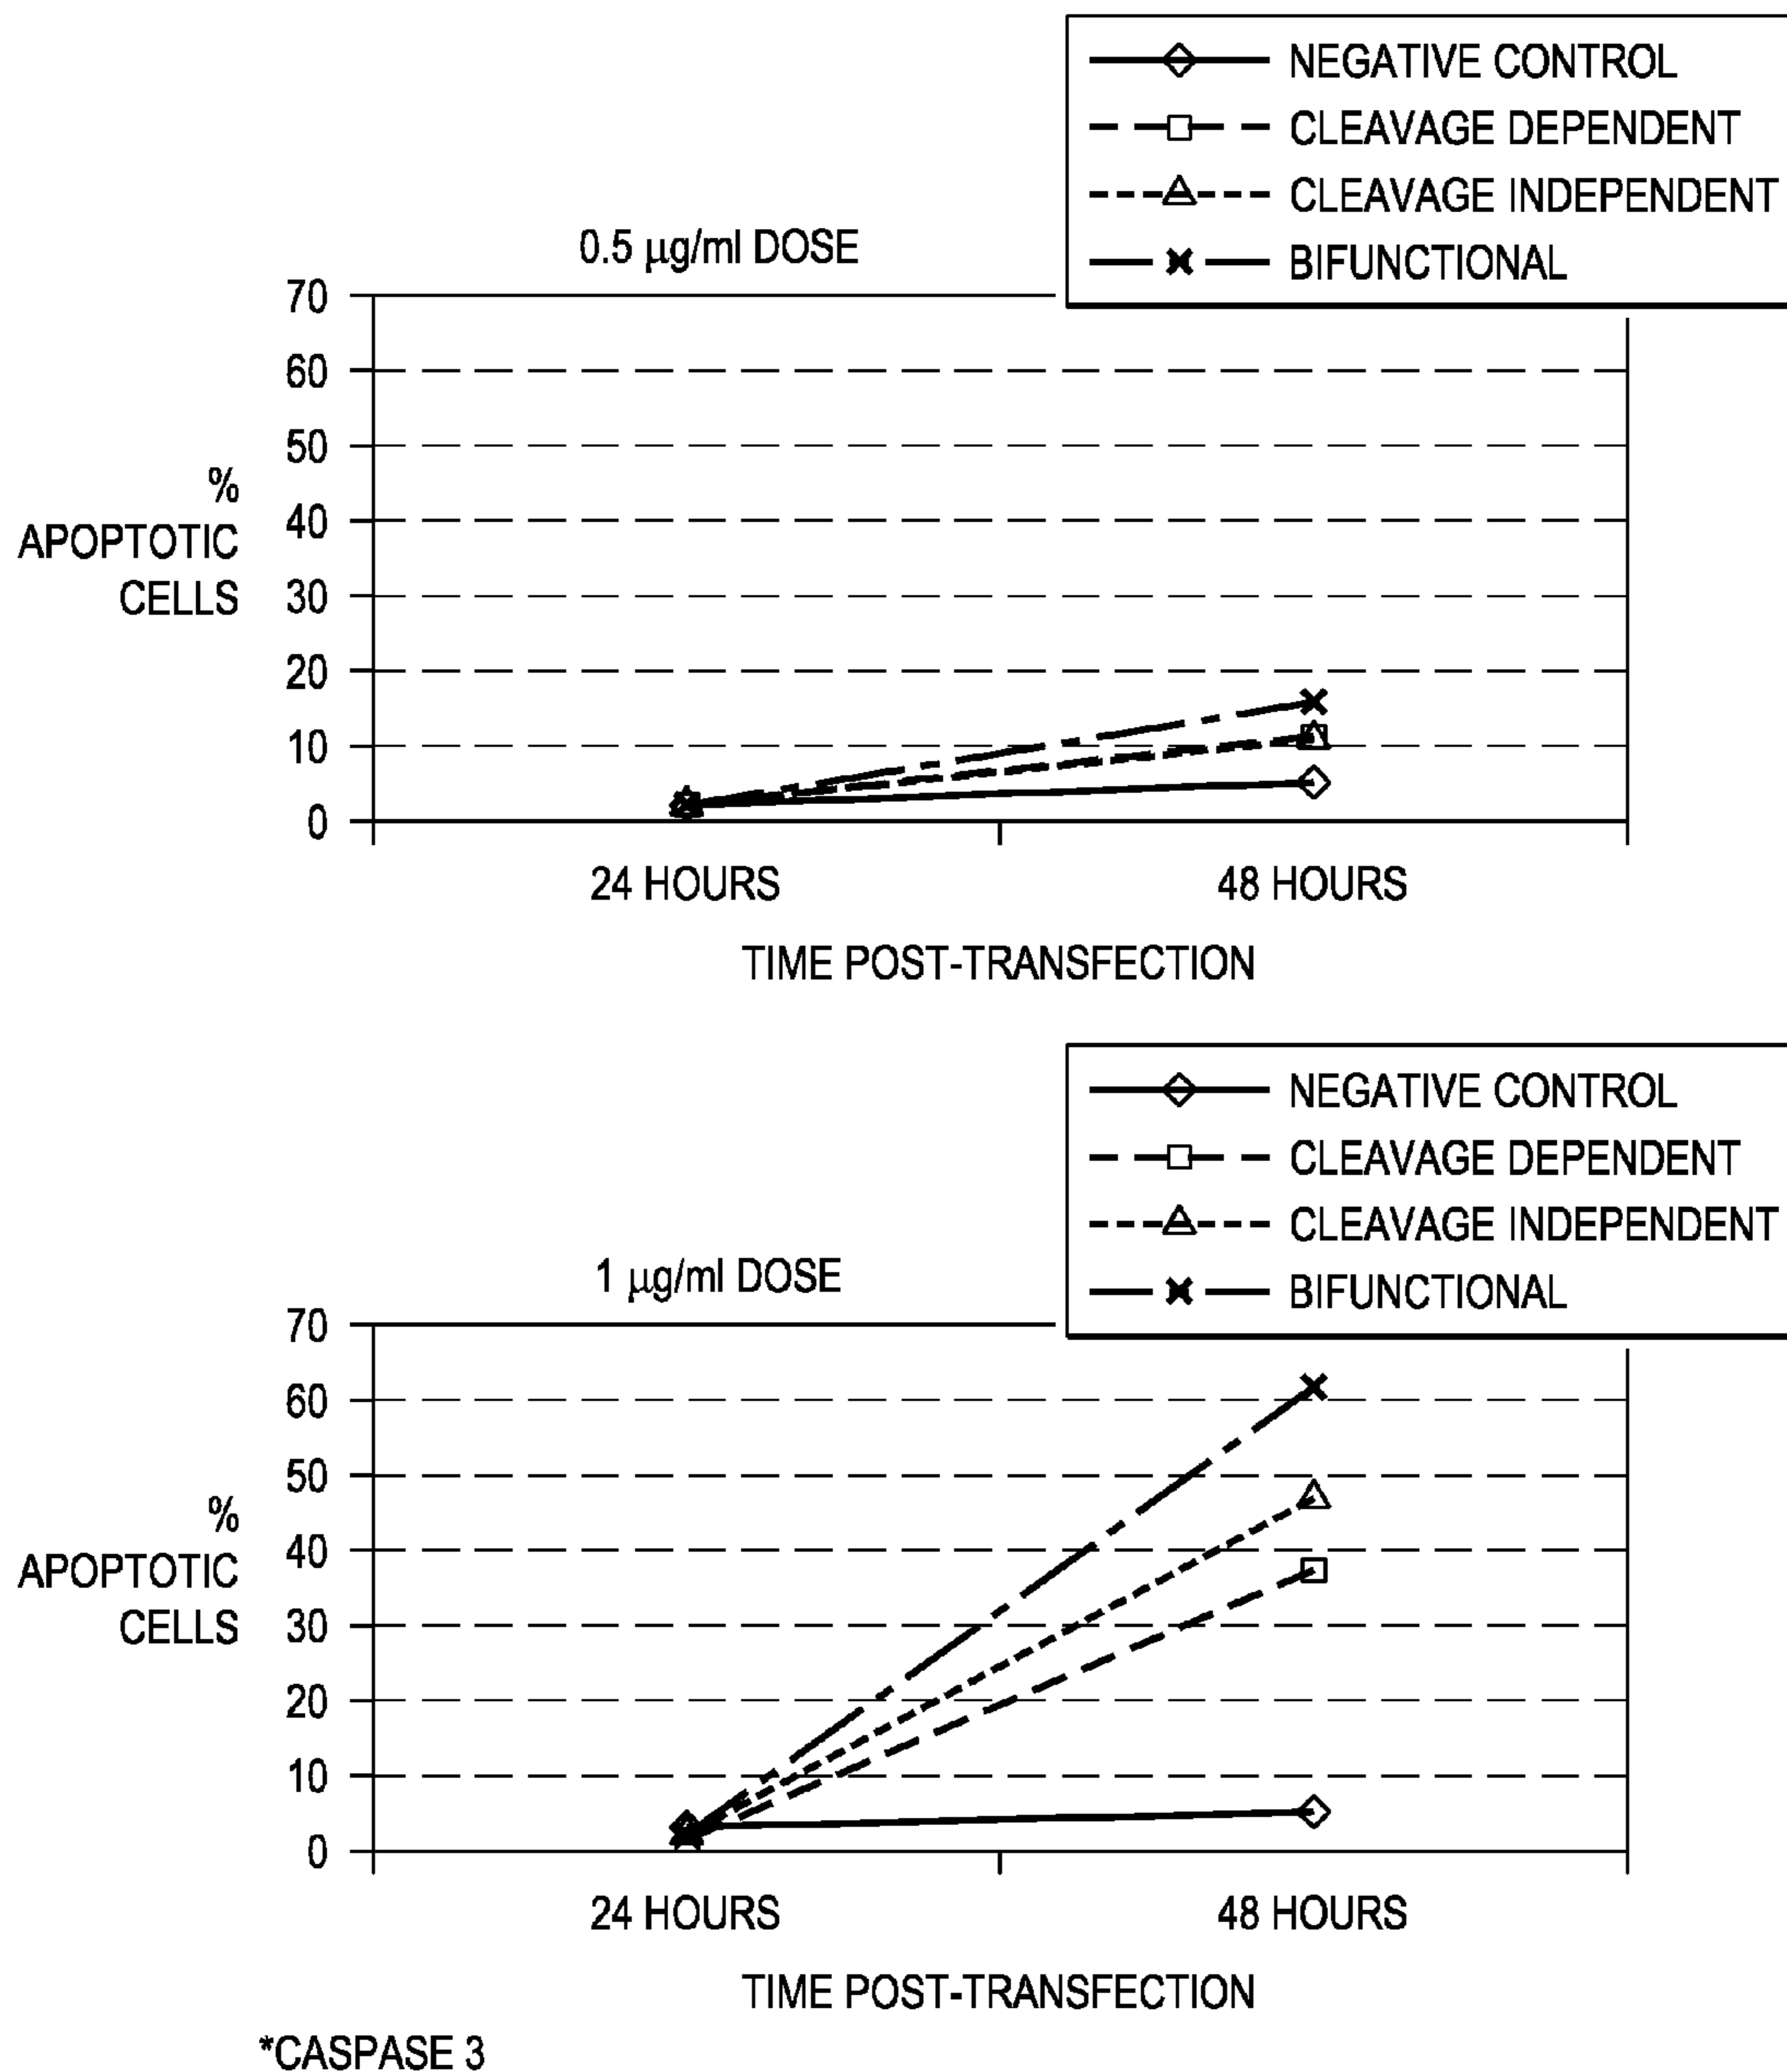 NEGATIVE CONTROL
CLEAVAGE DEPENDENT
CLEAVAGE INDEPENDENT
BIFUNCTIONAL
0.5 µg/ml DOSE
70
60
50
40
30
20
10
0
%
APOPTOTIC
CELLS
24 HOURS
48 HOURS
TIME POST-TRANSFECTION
NEGATIVE CONTROL
CLEAVAGE DEPENDENT
CLEAVAGE INDEPENDENT
BIFUNCTIONAL
1 µg/ml DOSE
70
60
50
40
30
20
10
0
%
APOPTOTIC
CELLS
24 HOURS
48 HOURS
TIME POST-TRANSFECTION
*CASPASE 3